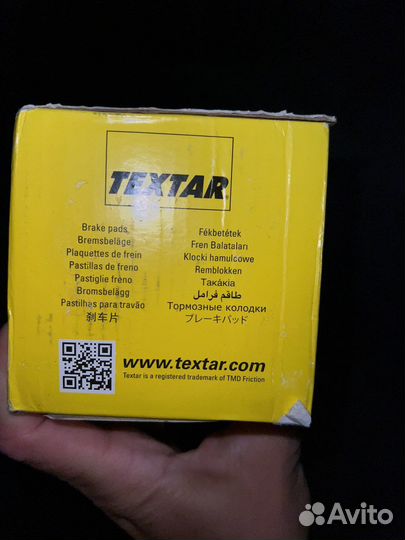 TEXTAR
Brake pads
Bremsbeläge
Plaquettes de frein
Pastillas de freno
Pastiglie freno
Bromsbelägg
Pastilhas para travão
刹车片
Fékbetétek
Fren Balataları
Klocki hamulcowe
Remblokken
Τακάκια
طاقم فرامل
Тормозные колодки
ブレーキパッド
www.textar.com
Textar is a registered trademark of TMD Friction
Avito